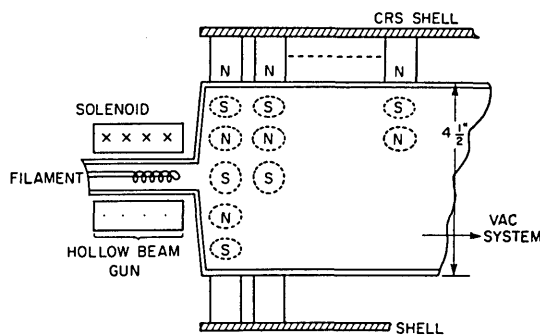 CRS SHELL
N N N
SOLENOID
S S S
× × × ×
N N N
4 1/2"
FILAMENT
S S
N
VAC
SYSTEM
HOLLOW BEAM
GUN
S
SHELL